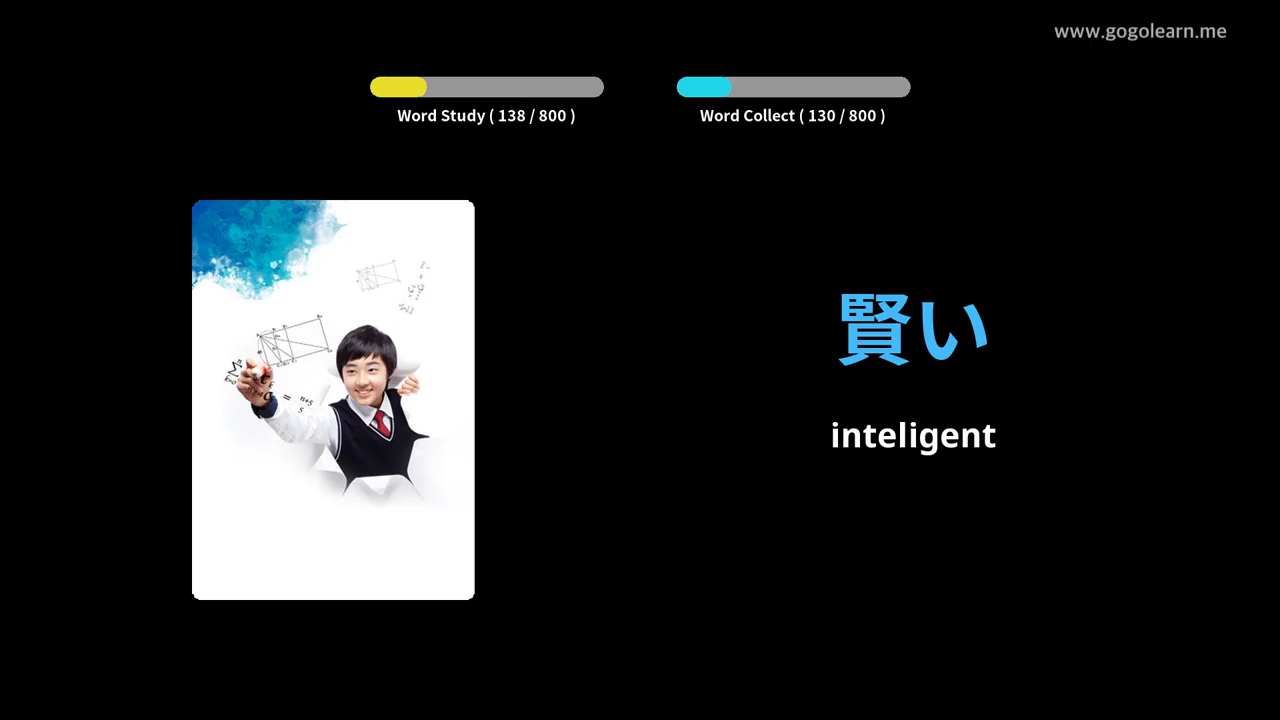 www.gogolearn.me
Word Study ( 138 / 800 )
Word Collect ( 130 / 800 )
賢い
inteligent